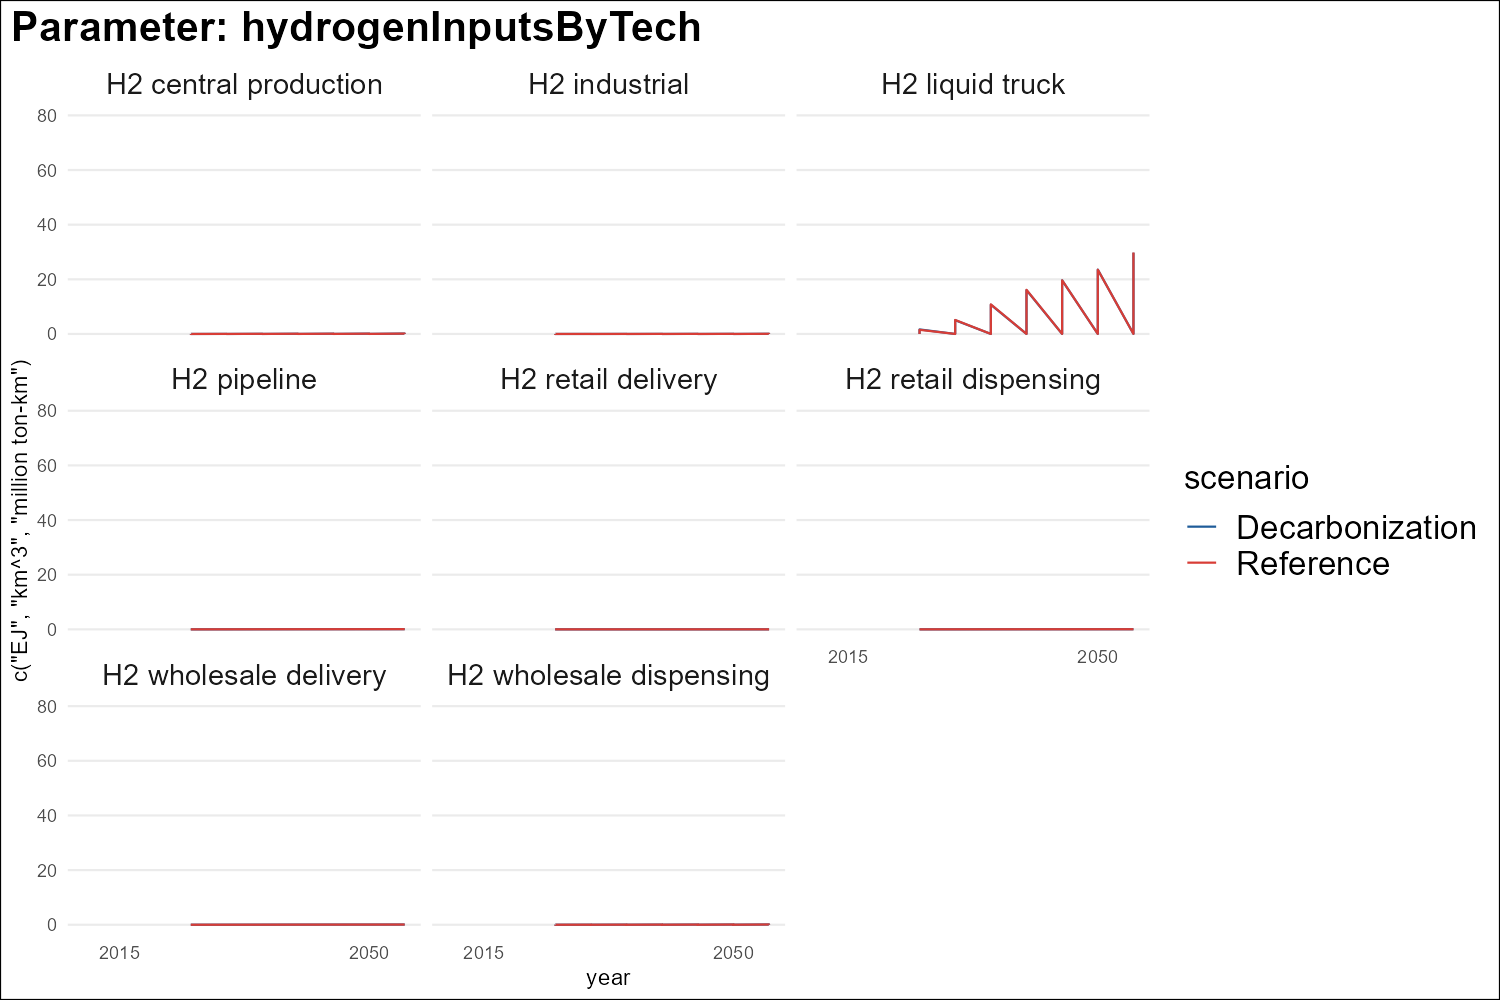 Parameter: hydrogenInputsByTech
H2 central production
H2 industrial
H2 liquid truck
80
60
40
20
0
H2 pipeline
H2 retail delivery
H2 retail dispensing
80
60
40
20
0
2015
2050
H2 wholesale delivery
H2 wholesale dispensing
80
60
40
20
0
2015
2050
2015
2050
year
c("EJ", "km^3", "million ton-km")
scenario
Decarbonization
Reference